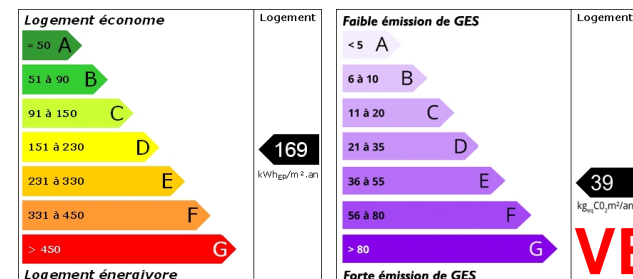 Logement économe
Logement
= 50 A
51 à 90 B
91 à 150 C
151 à 230 D
231 à 330 E
331 à 450 F
> 450 G
169
kWhEP/m².an
Logement énergivore
Faible émission de GES
Logement
< 5 A
6 à 10 B
11 à 20 C
21 à 35 D
36 à 55 E
56 à 80 F
> 80 G
39
kgéqCO2m²/an
Forte émission de GES
VE